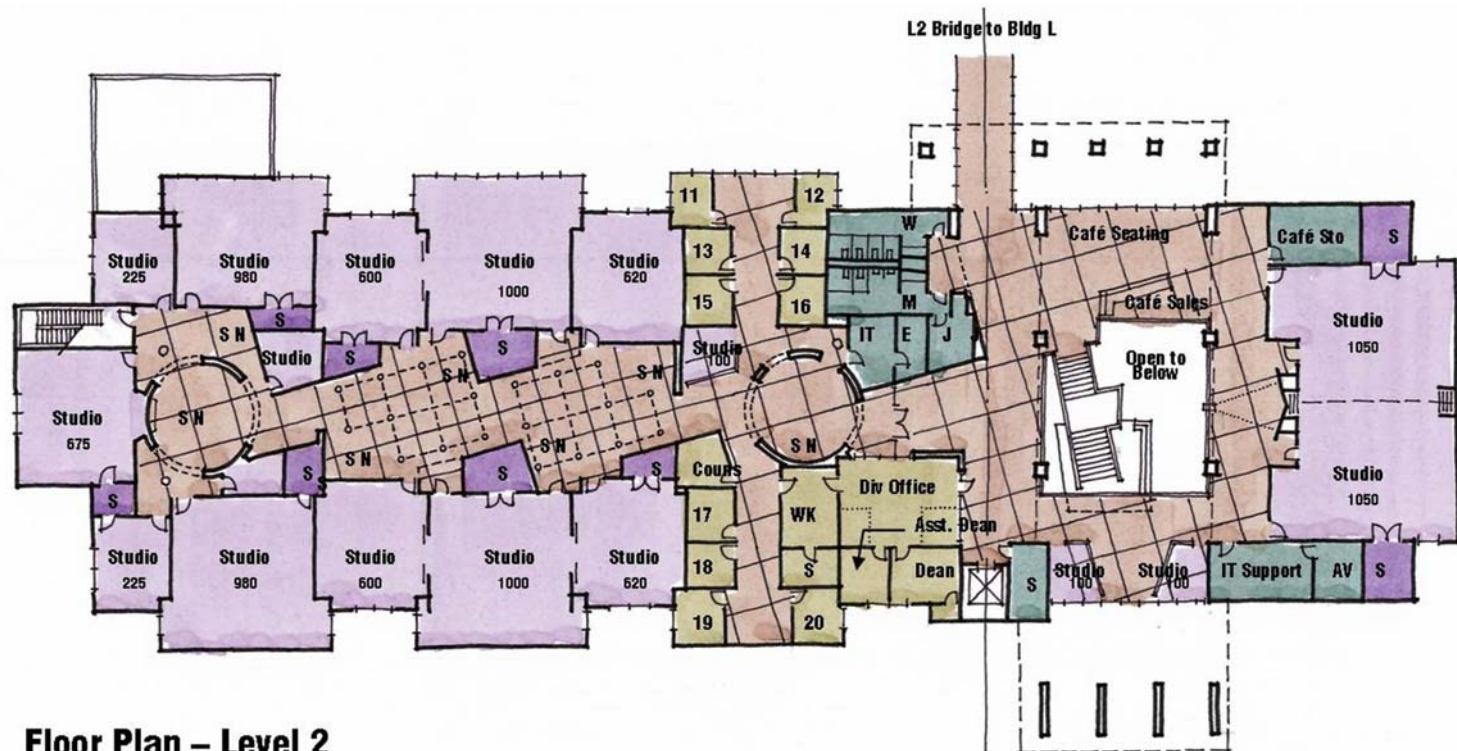 L2 Bridge to Bldg L
11
12
W
Café Seating
Café Sto
S
Studio
225
Studio
980
Studio
600
Studio
1000
Studio
620
13
14
15
16
M
Café Sales
S
S N
Studio
S
S
S N
S N
Studio
100
IT
E
J
Open to
Below
Studio
1050
Studio
675
S N
S N
S N
S N
S
S
S
S
Couns
Div Office
Asst. Dean
Studio
1050
Studio
225
Studio
980
Studio
600
Studio
1000
Studio
620
17
WK
18
S
Dean
S
Studio
100
Studio
100
IT Support
AV
S
19
20
Floor Plan – Level 2